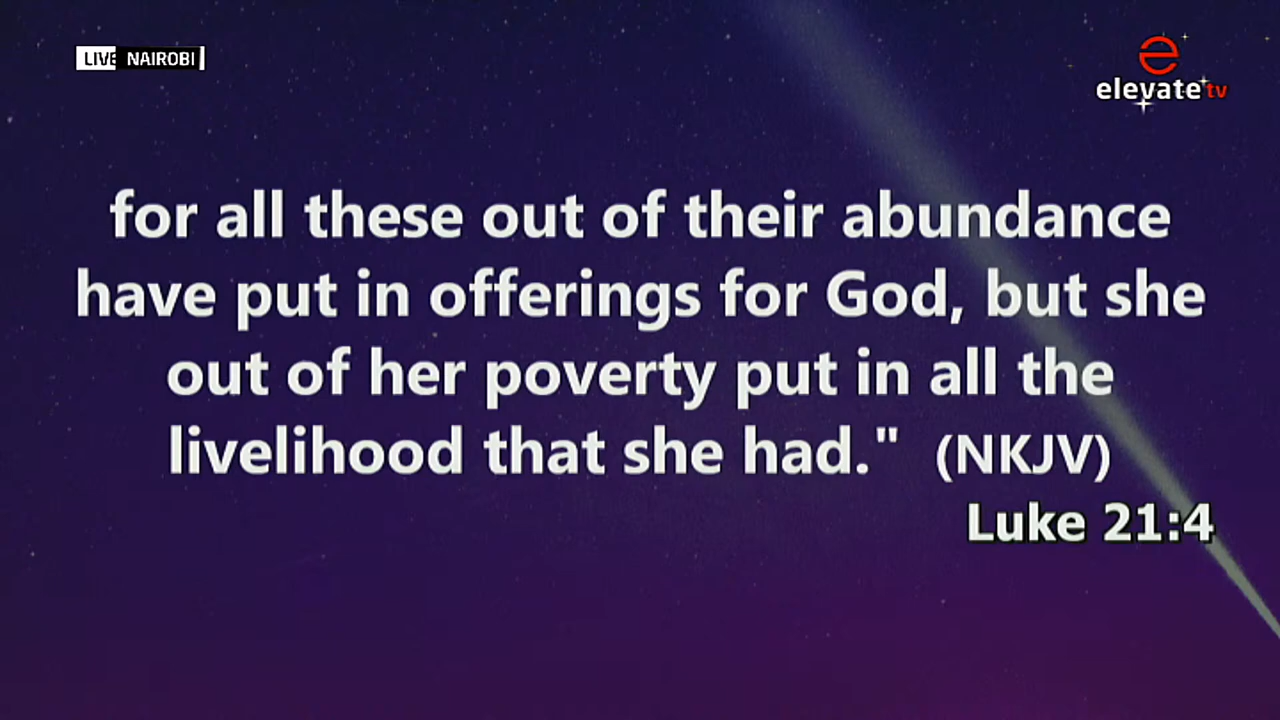 LIVE NAIROBI
elevate tv
for all these out of their abundance
have put in offerings for God, but she
out of her poverty put in all the
livelihood that she had." (NKJV)
Luke 21:4